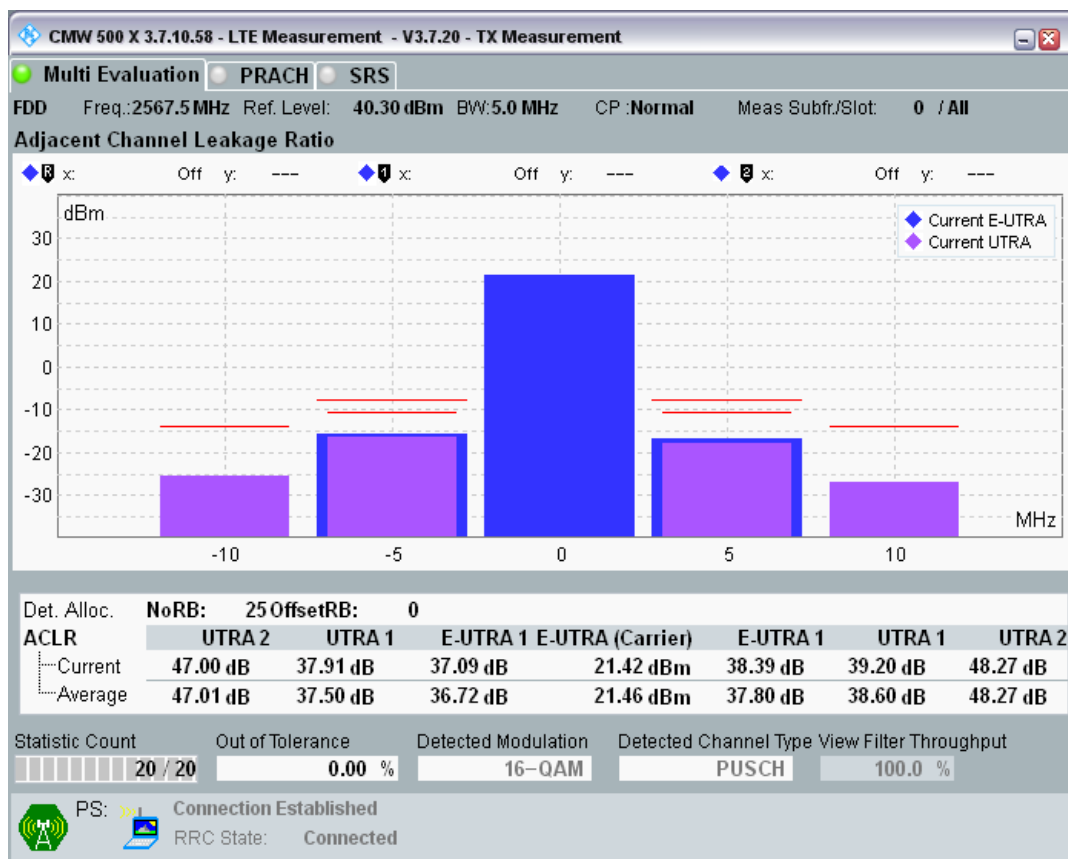 CMW 500 X 3.7.10.58 - LTE Measurement - V3.7.20 - TX Measurement
Multi Evaluation PRACH SRS
FDD Freq.:2567.5 MHz Ref. Level: 40.30 dBm BW:5.0 MHz CP :Normal Meas Subfr./Slot: 0 / All
Adjacent Channel Leakage Ratio
R x: Off y: --- 1 x: Off y: --- 2 x: Off y: ---
dBm
Current E-UTRA
Current UTRA
30
20
10
0
-10
-20
-30
MHz
-10 -5 0 5 10
Det. Alloc. NoRB: 25 OffsetRB: 0
ACLR UTRA 2 UTRA 1 E-UTRA 1 E-UTRA (Carrier) E-UTRA 1 UTRA 1 UTRA 2
Current 47.00 dB 37.91 dB 37.09 dB 21.42 dBm 38.39 dB 39.20 dB 48.27 dB
Average 47.01 dB 37.50 dB 36.72 dB 21.46 dBm 37.80 dB 38.60 dB 48.27 dB
Statistic Count Out of Tolerance Detected Modulation Detected Channel Type View Filter Throughput
20 / 20 0.00 % 16-QAM PUSCH 100.0 %
PS: Connection Established
RRC State: Connected